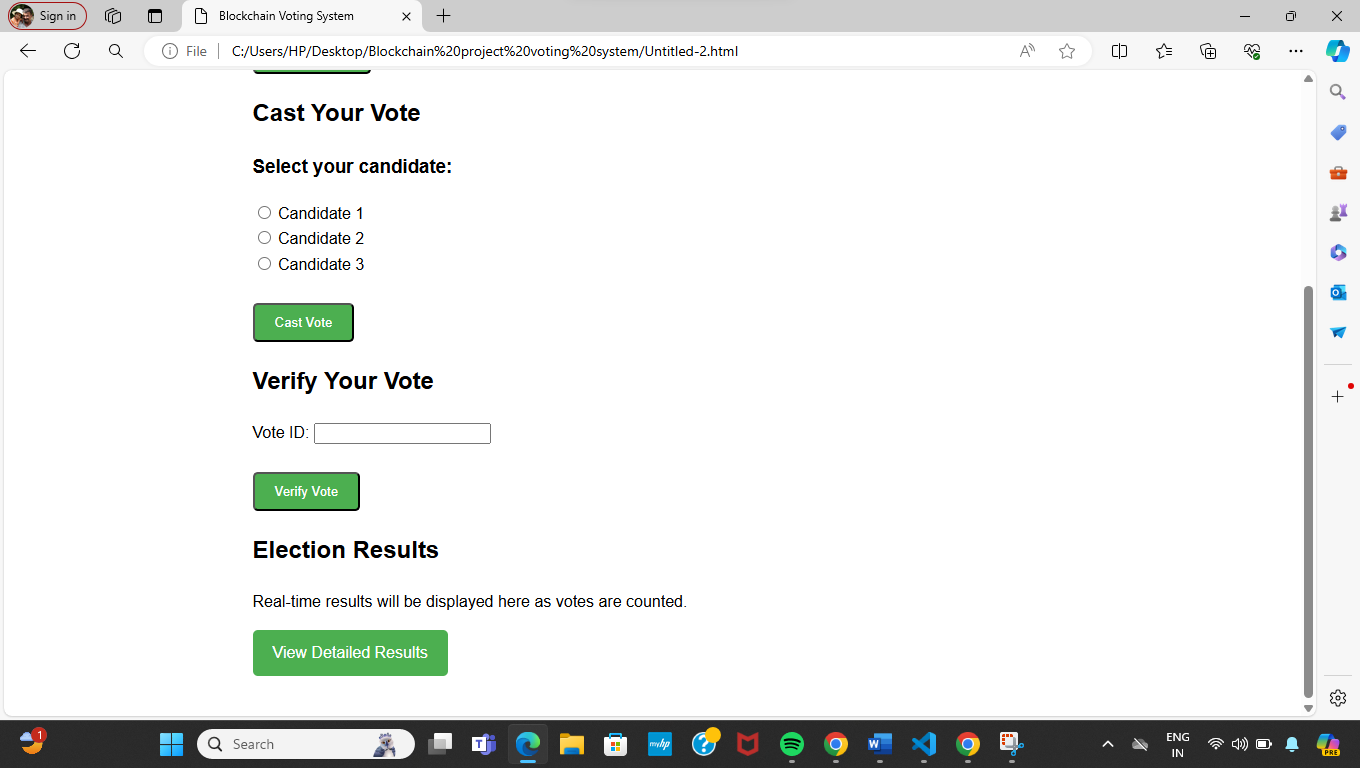 Sign in
Blockchain Voting System
File
C:/Users/HP/Desktop/Blockchain%20project%20voting%20system/Untitled-2.html
Cast Your Vote
Select your candidate:
Candidate 1
Candidate 2
Candidate 3
Cast Vote
Verify Your Vote
Vote ID:
Verify Vote
Election Results
Real-time results will be displayed here as votes are counted.
View Detailed Results
1
Search
myhp
ENG
IN
PRE